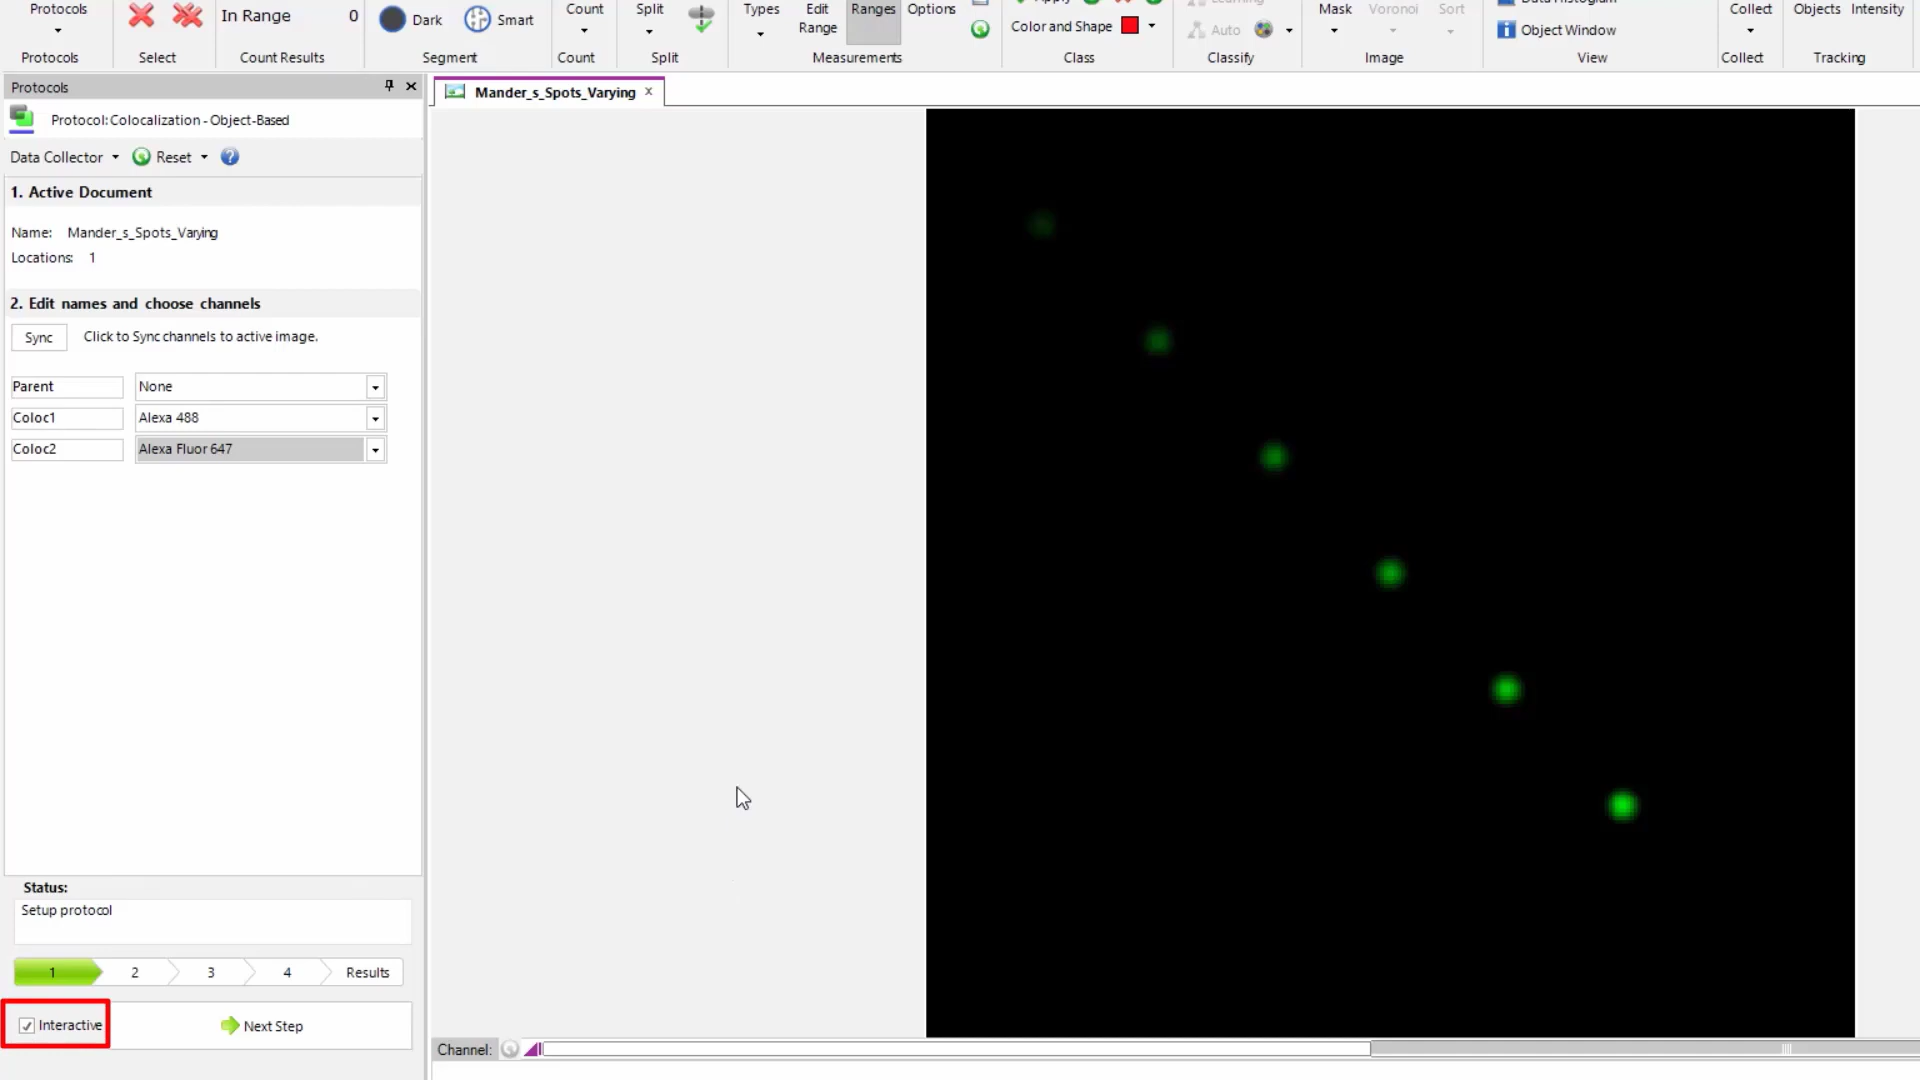 Protocols
Protocols
Select
In Range 0
Count Results
Dark
Smart
Segment
Count
Count
Split
Split
Types
Edit
Range
Ranges
Options
Measurements
Apply
Color and Shape
Class
Learning
Auto
Classify
Mask
Voronoi
Sort
Image
Data Histogram
Object Window
View
Collect
Collect
Objects
Intensity
Tracking
Protocols
Protocol: Colocalization - Object-Based
Data Collector
Reset
1. Active Document
Name: Mander_s_Spots_Varying
Locations: 1
2. Edit names and choose channels
Sync
Click to Sync channels to active image.
Parent None
Coloc1 Alexa 488
Coloc2 Alexa Fluor 647
Status:
Setup protocol
1 2 3 4 Results
Interactive
Next Step
Mander_s_Spots_Varying x
Channel: